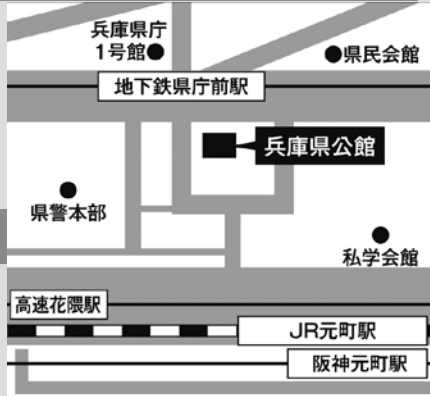 兵庫県庁
1号館
県民会館
地下鉄県庁前駅
兵庫県公館
県警本部
私学会館
高速花隈駅
JR元町駅
阪神元町駅